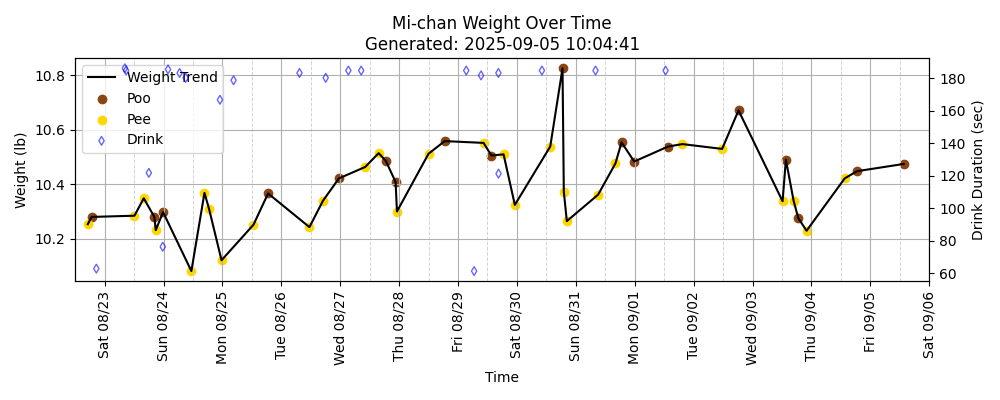 Mi-chan Weight Over Time
Generated: 2025-09-05 10:04:41
Weight (lb)
10.8
10.6
10.4
10.2
Weight Trend
Poo
Pee
Drink
180
160
140
120
100
80
60
Drink Duration (sec)
Sat 08/23
Sun 08/24
Mon 08/25
Tue 08/26
Wed 08/27
Thu 08/28
Fri 08/29
Sat 08/30
Sun 08/31
Mon 09/01
Tue 09/02
Wed 09/03
Thu 09/04
Fri 09/05
Sat 09/06
Time